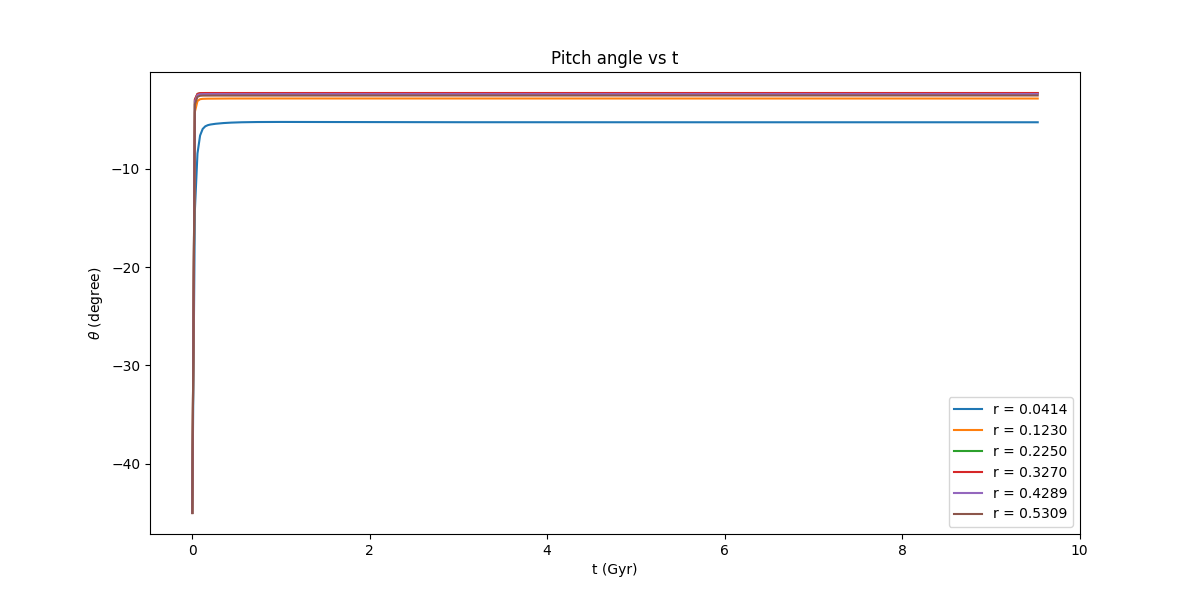 Pitch angle vs t
θ (degree)
−10
−20
−30
−40
0
2
4
6
8
10
t (Gyr)
r = 0.0414
r = 0.1230
r = 0.2250
r = 0.3270
r = 0.4289
r = 0.5309